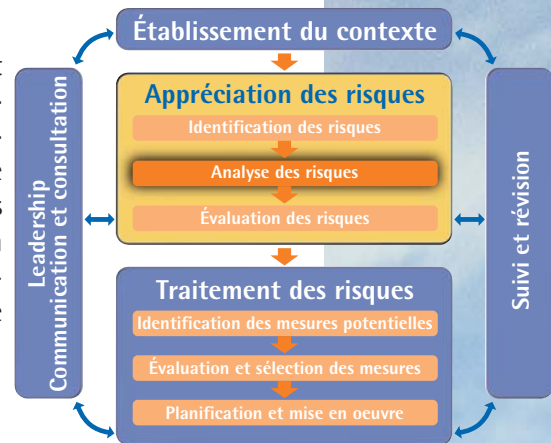 Établissement du contexte
Leadership
Communication et consultation
Appréciation des risques
Identification des risques
Analyse des risques
Évaluation des risques
Traitement des risques
Identification des mesures potentielles
Évaluation et sélection des mesures
Planification et mise en oeuvre
Suivi et révision